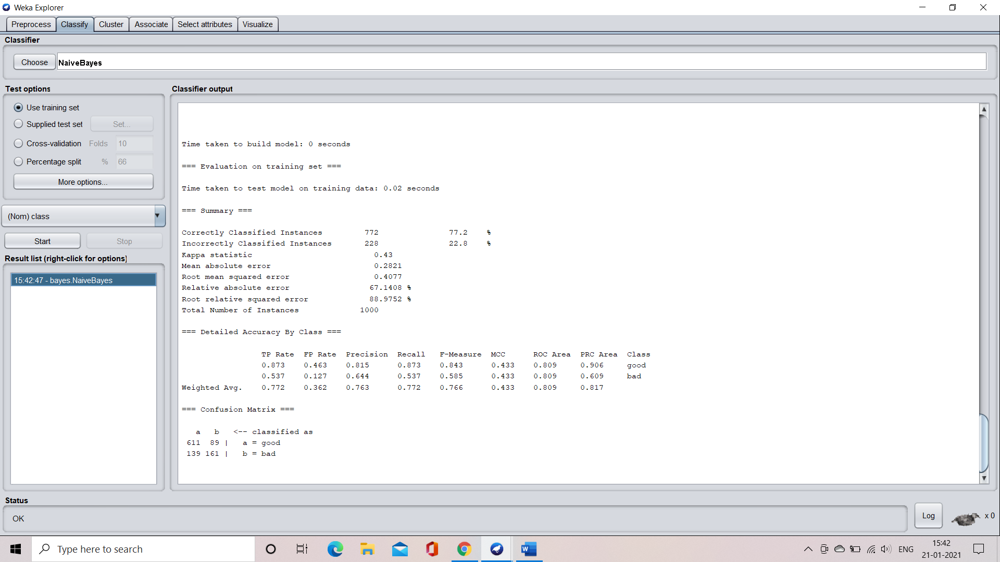 Weka Explorer
Preprocess Classify Cluster Associate Select attributes Visualize
Classifier
Choose NaiveBayes
Test options
Use training set
Supplied test set Set...
Cross-validation Folds 10
Percentage split % 66
More options...
(Nom) class
Start Stop
Result list (right-click for options)
15:42:47 - bayes.NaiveBayes
Classifier output
Time taken to build model: 0 seconds
=== Evaluation on training set ===
Time taken to test model on training data: 0.02 seconds
=== Summary ===
Correctly Classified Instances 772 77.2 %
Incorrectly Classified Instances 228 22.8 %
Kappa statistic 0.43
Mean absolute error 0.2821
Root mean squared error 0.4077
Relative absolute error 67.1408 %
Root relative squared error 88.9752 %
Total Number of Instances 1000
=== Detailed Accuracy By Class ===
TP Rate FP Rate Precision Recall F-Measure MCC ROC Area PRC Area Class
0.873 0.463 0.815 0.873 0.843 0.433 0.809 0.906 good
0.537 0.127 0.644 0.537 0.585 0.433 0.809 0.609 bad
Weighted Avg. 0.772 0.362 0.763 0.772 0.766 0.433 0.809 0.817
=== Confusion Matrix ===
a b <-- classified as
611 89 | a = good
139 161 | b = bad
Status
OK
Log
x 0
Type here to search
W
ENG
15:42
21-01-2021